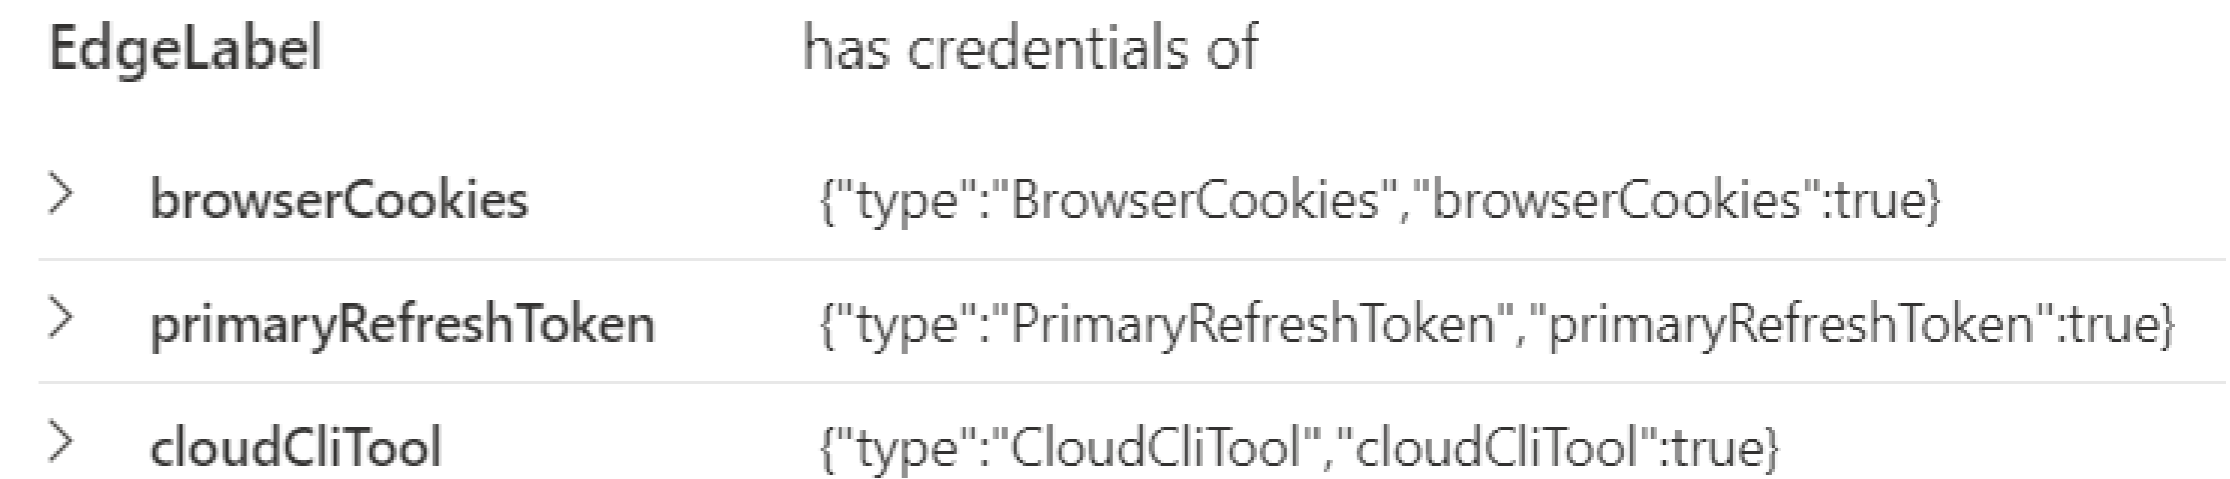 EdgeLabel has credentials of
browserCookies {"type":"BrowserCookies","browserCookies":true}
primaryRefreshToken {"type":"PrimaryRefreshToken","primaryRefreshToken":true}
cloudCliTool {"type":"CloudCliTool","cloudCliTool":true}